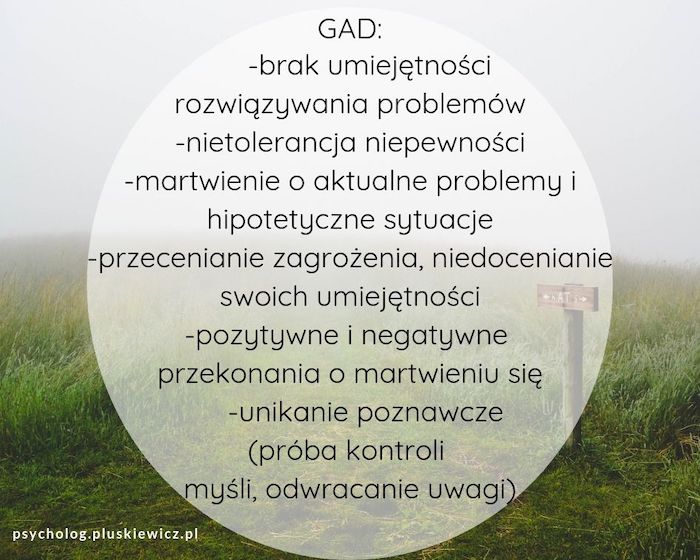 GAD:
-brak umiejętności
rozwiązywania problemów
-nietolerancja niepewności
-martwienie o aktualne problemy i
hipotetyczne sytuacje
-przecenianie zagrożenia, niedocenianie
swoich umiejętności
-pozytywne i negatywne
przekonania o martwieniu się
-unikanie poznawcze
(próba kontroli
myśli, odwracanie uwagi)
psycholog.pluskiewicz.pl